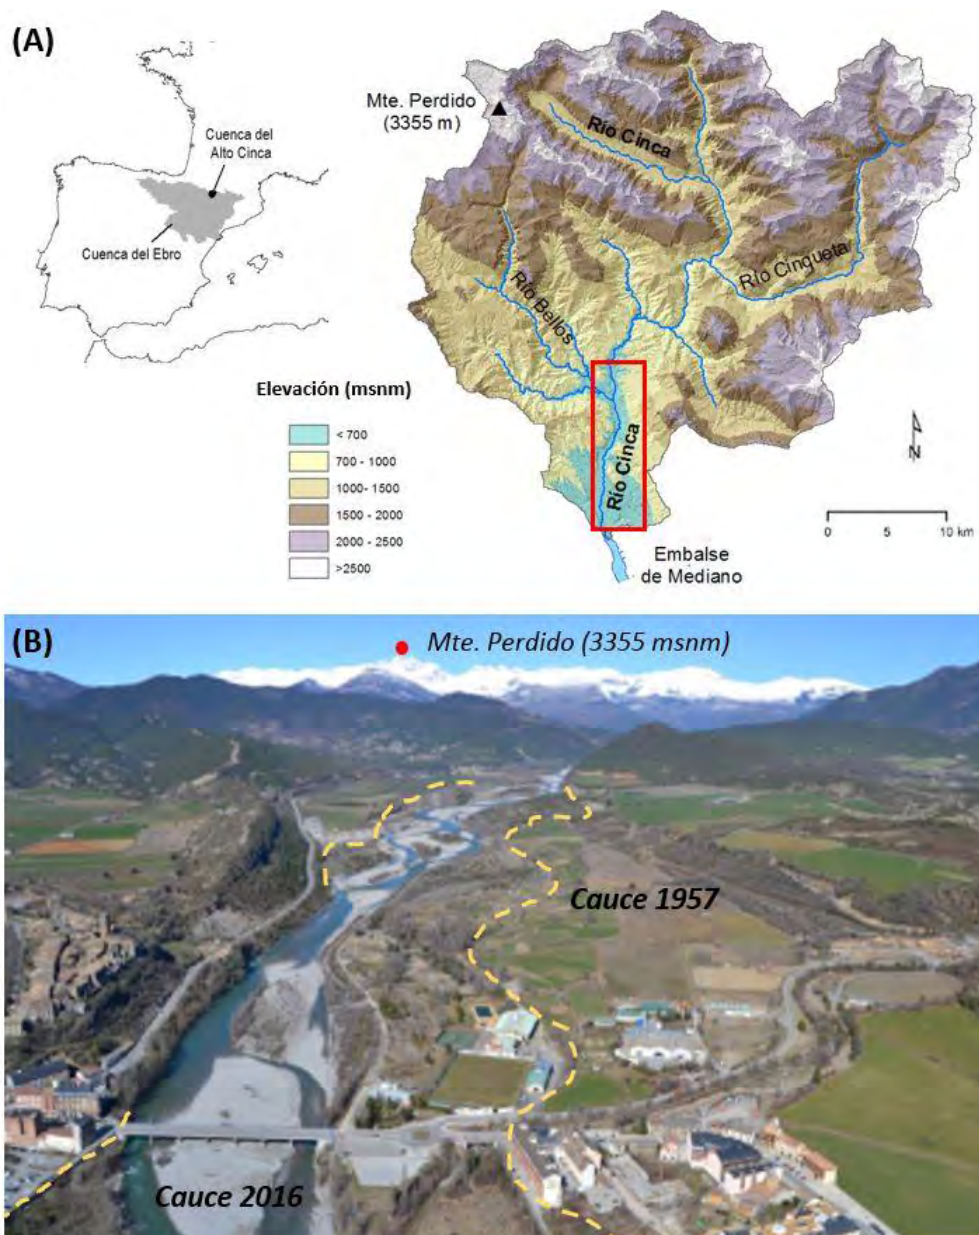 (A)
Cuenca del
Alto Cinca
Cuenca del Ebro
Mte. Perdido
(3355 m)
Río Cinca
Río Cinqueta
Río Bellos
Río Cinca
Elevación (msnm)
< 700
700 - 1000
1000- 1500
1500 - 2000
2000 - 2500
>2500
N
0 5 10 km
Embalse
de Mediano
(B)
Mte. Perdido (3355 msnm)
Cauce 1957
Cauce 2016